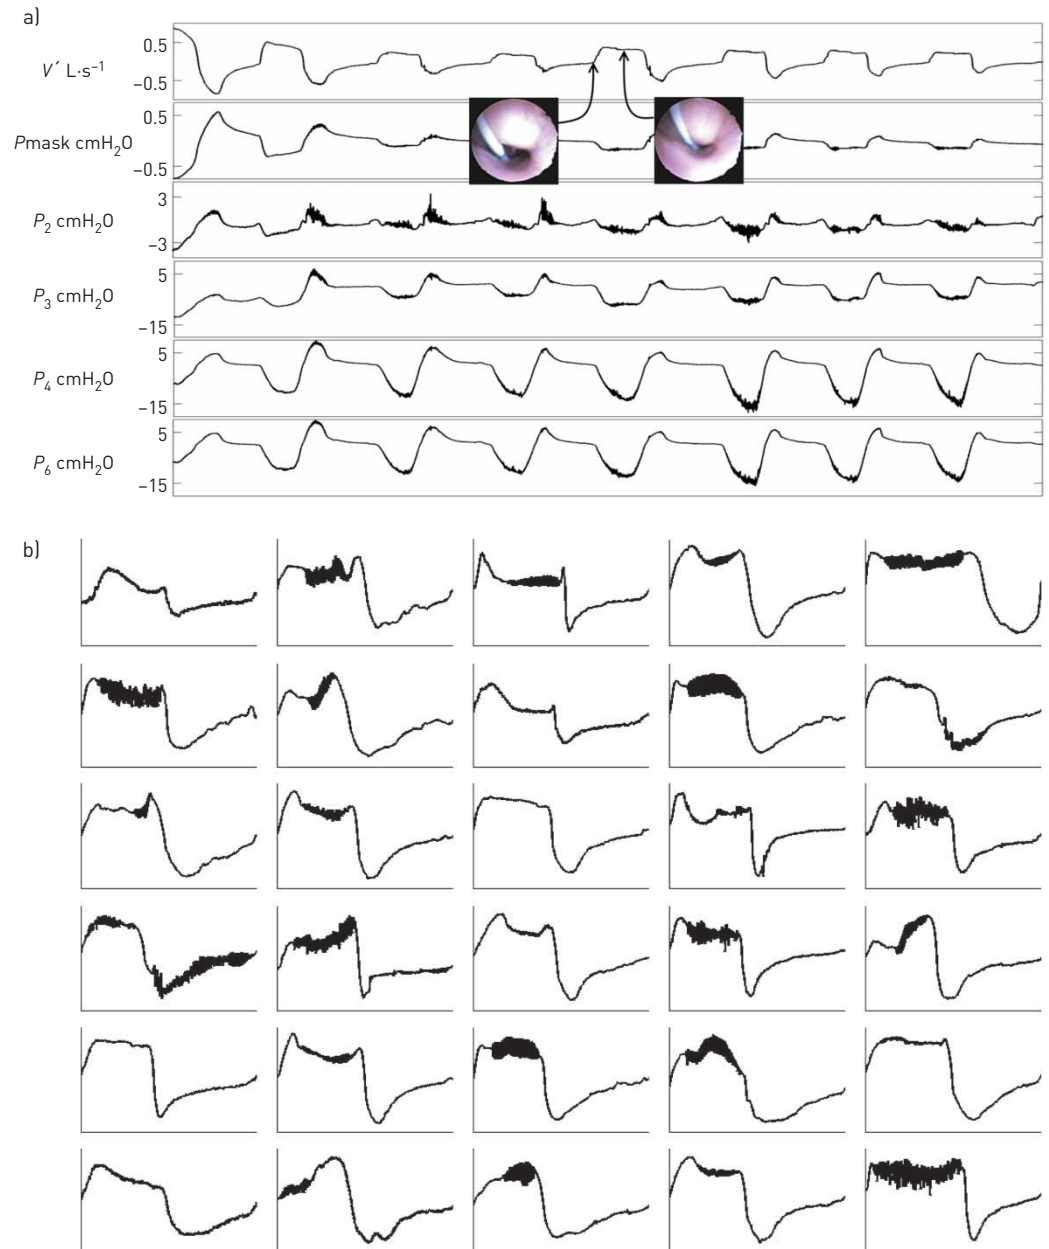 a)
0.5
V´ L·s⁻¹
−0.5
0.5
Pmask cmH₂O
−0.5
3
P₂ cmH₂O
−3
5
P₃ cmH₂O
−15
5
P₄ cmH₂O
−15
5
P₆ cmH₂O
−15
b)